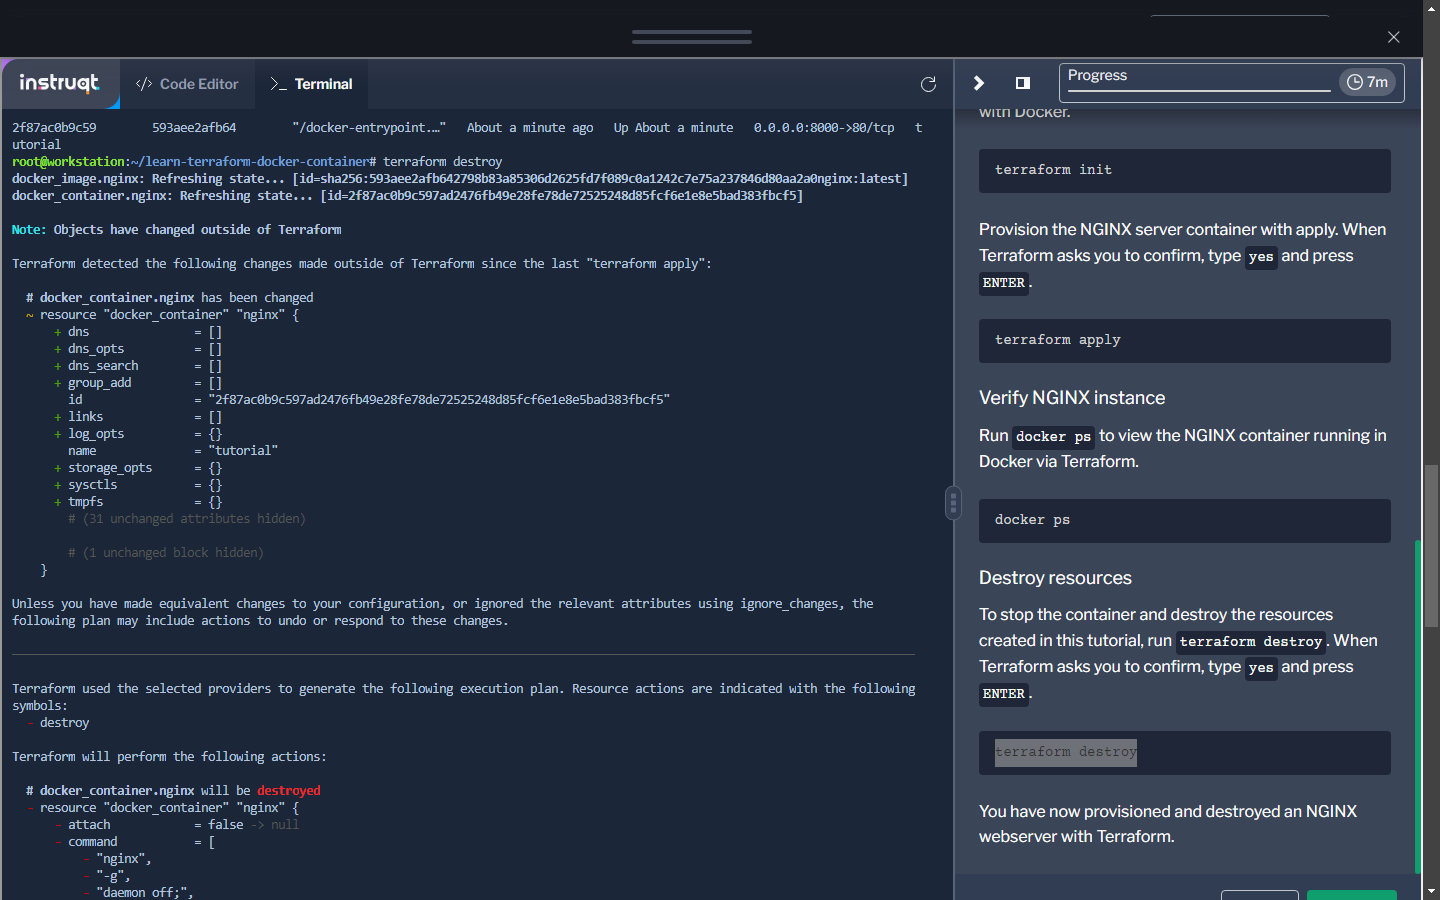 instruqt
</> Code Editor
>_ Terminal
Progress
7m
2f87ac0b9c59        593aee2afb64        "/docker-entrypoint.…"   About a minute ago   Up About a minute   0.0.0.0:8000->80/tcp   t
utorial
root@workstation:~/learn-terraform-docker-container# terraform destroy
docker_image.nginx: Refreshing state... [id=sha256:593aee2afb642798b83a85306d2625fd7f089c0a1242c7e75a237846d80aa2a0nginx:latest]
docker_container.nginx: Refreshing state... [id=2f87ac0b9c597ad2476fb49e28fe78de72525248d85fcf6e1e8e5bad383fbcf5]
Note: Objects have changed outside of Terraform
Terraform detected the following changes made outside of Terraform since the last "terraform apply":
# docker_container.nginx has been changed
~ resource "docker_container" "nginx" {
+ dns               = []
+ dns_opts          = []
+ dns_search        = []
+ group_add         = []
id                = "2f87ac0b9c597ad2476fb49e28fe78de72525248d85fcf6e1e8e5bad383fbcf5"
+ links             = []
+ log_opts          = {}
name              = "tutorial"
+ storage_opts      = {}
+ sysctls           = {}
+ tmpfs             = {}
# (31 unchanged attributes hidden)
# (1 unchanged block hidden)
}
Unless you have made equivalent changes to your configuration, or ignored the relevant attributes using ignore_changes, the
following plan may include actions to undo or respond to these changes.
Terraform used the selected providers to generate the following execution plan. Resource actions are indicated with the following
symbols:
- destroy
Terraform will perform the following actions:
# docker_container.nginx will be destroyed
- resource "docker_container" "nginx" {
- attach            = false -> null
- command           = [
- "nginx",
- "-g",
- "daemon off;",
with Docker.
terraform init
Provision the NGINX server container with apply. When
Terraform asks you to confirm, type yes and press
ENTER.
terraform apply
Verify NGINX instance
Run docker ps to view the NGINX container running in
Docker via Terraform.
docker ps
Destroy resources
To stop the container and destroy the resources
created in this tutorial, run terraform destroy. When
Terraform asks you to confirm, type yes and press
ENTER.
terraform destroy
You have now provisioned and destroyed an NGINX
webserver with Terraform.